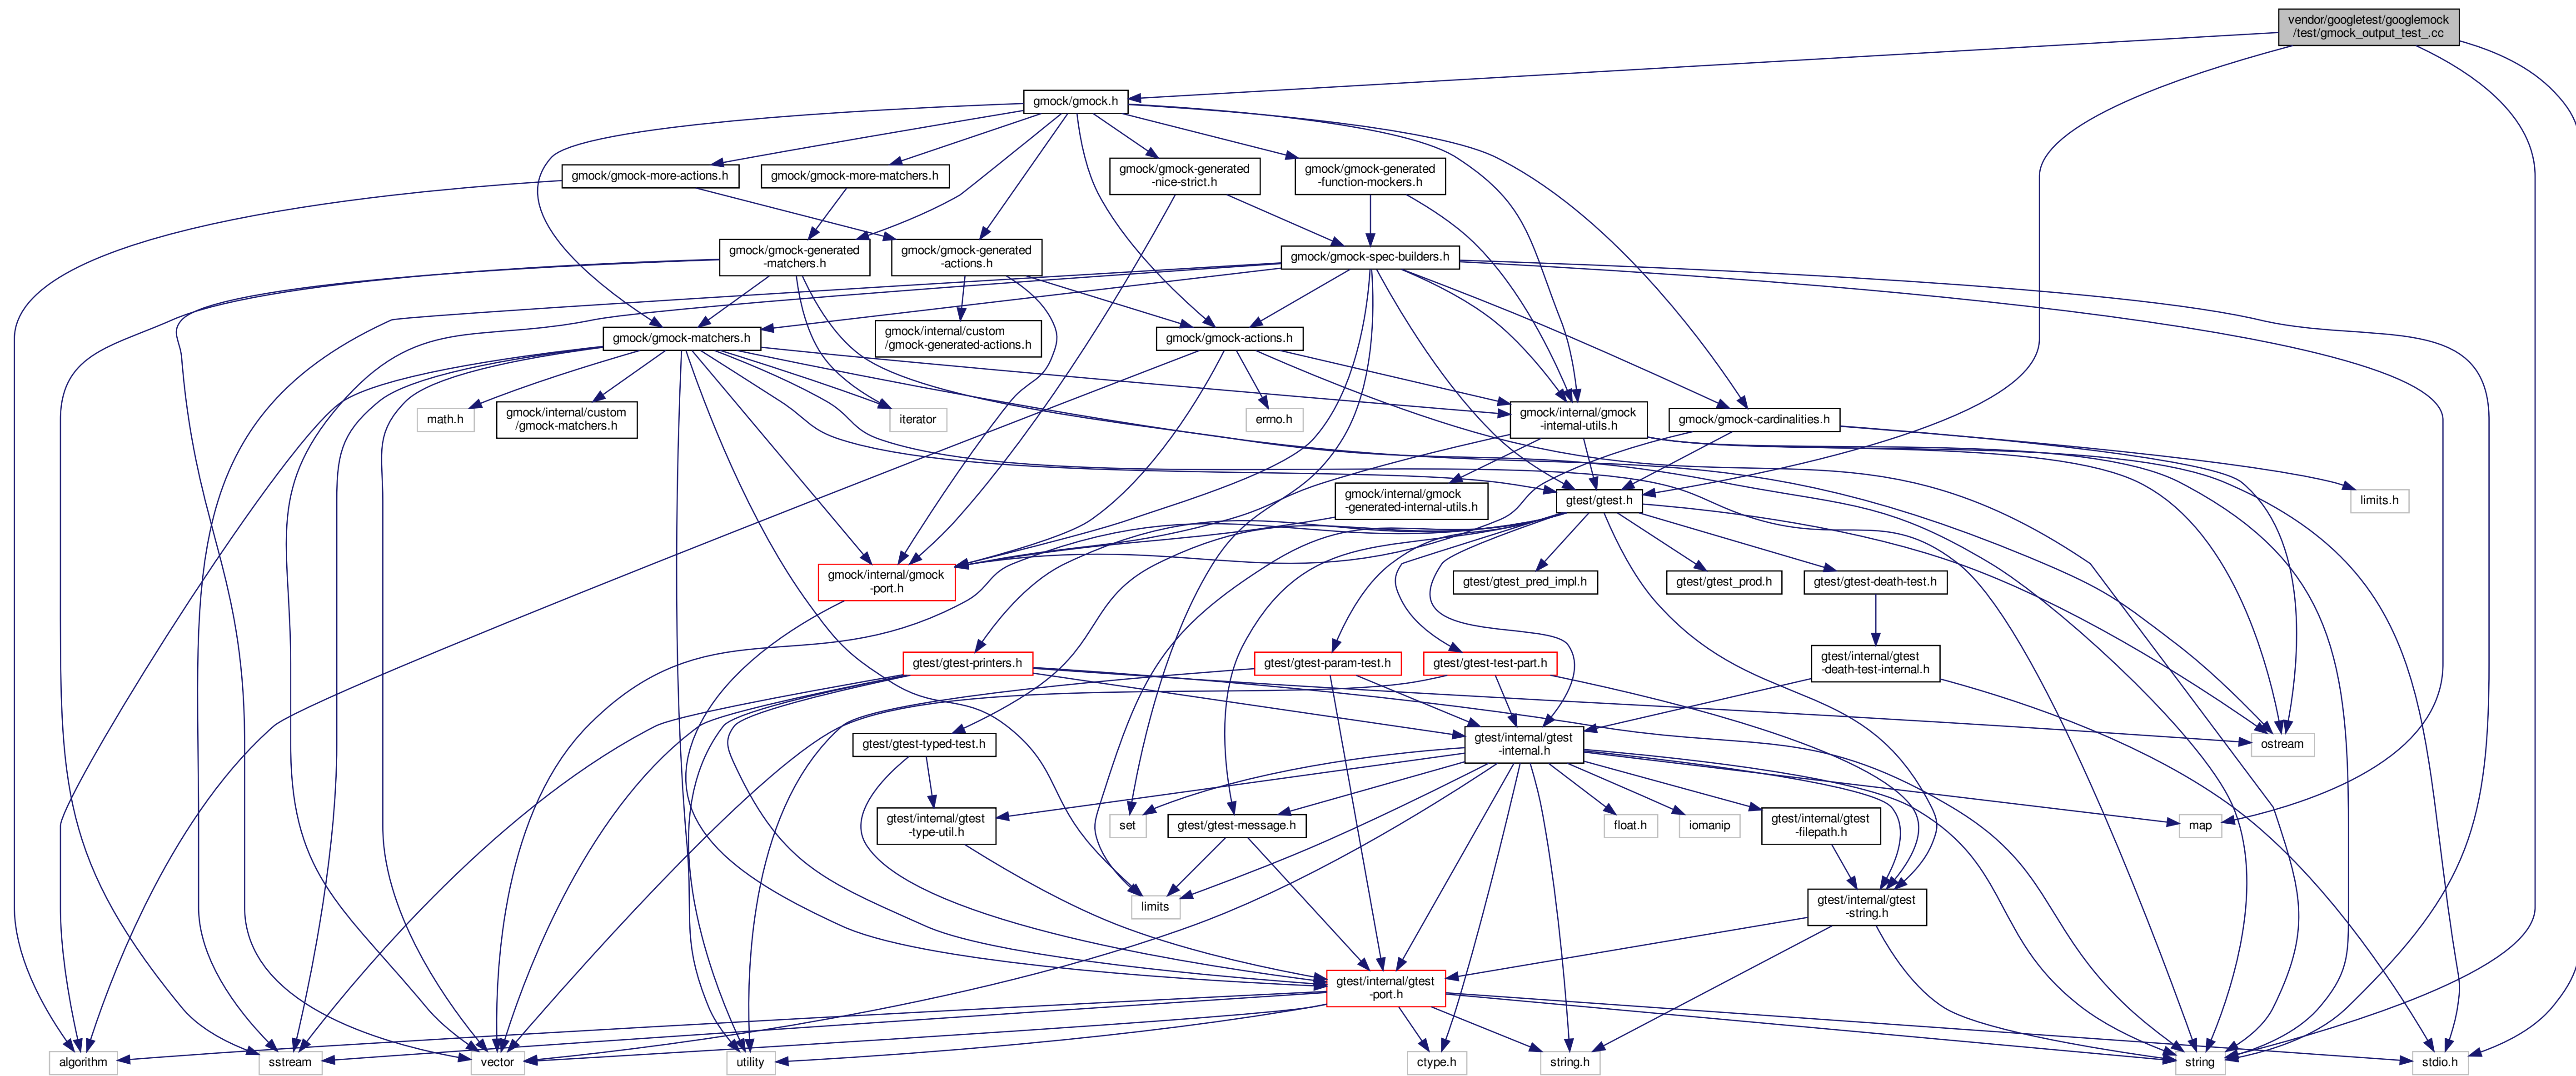 vendor/googletest/googlemock
/test/gmock_output_test_.cc
gmock/gmock.h
gmock/gmock-more-actions.h
gmock/gmock-more-matchers.h
gmock/gmock-generated
-nice-strict.h
gmock/gmock-generated
-function-mockers.h
gmock/gmock-generated
-matchers.h
gmock/gmock-generated
-actions.h
gmock/gmock-spec-builders.h
gmock/gmock-matchers.h
gmock/internal/custom
/gmock-generated-actions.h
gmock/gmock-actions.h
math.h
gmock/internal/custom
/gmock-matchers.h
iterator
errno.h
gmock/internal/gmock
-internal-utils.h
gmock/gmock-cardinalities.h
gmock/internal/gmock
-generated-internal-utils.h
gtest/gtest.h
limits.h
gmock/internal/gmock
-port.h
gtest/gtest_pred_impl.h
gtest/gtest_prod.h
gtest/gtest-death-test.h
gtest/gtest-printers.h
gtest/gtest-param-test.h
gtest/gtest-test-part.h
gtest/internal/gtest
-death-test-internal.h
gtest/gtest-typed-test.h
gtest/internal/gtest
-internal.h
ostream
gtest/internal/gtest
-type-util.h
set
gtest/gtest-message.h
float.h
iomanip
gtest/internal/gtest
-filepath.h
map
limits
gtest/internal/gtest
-string.h
gtest/internal/gtest
-port.h
algorithm
sstream
vector
utility
ctype.h
string.h
string
stdio.h